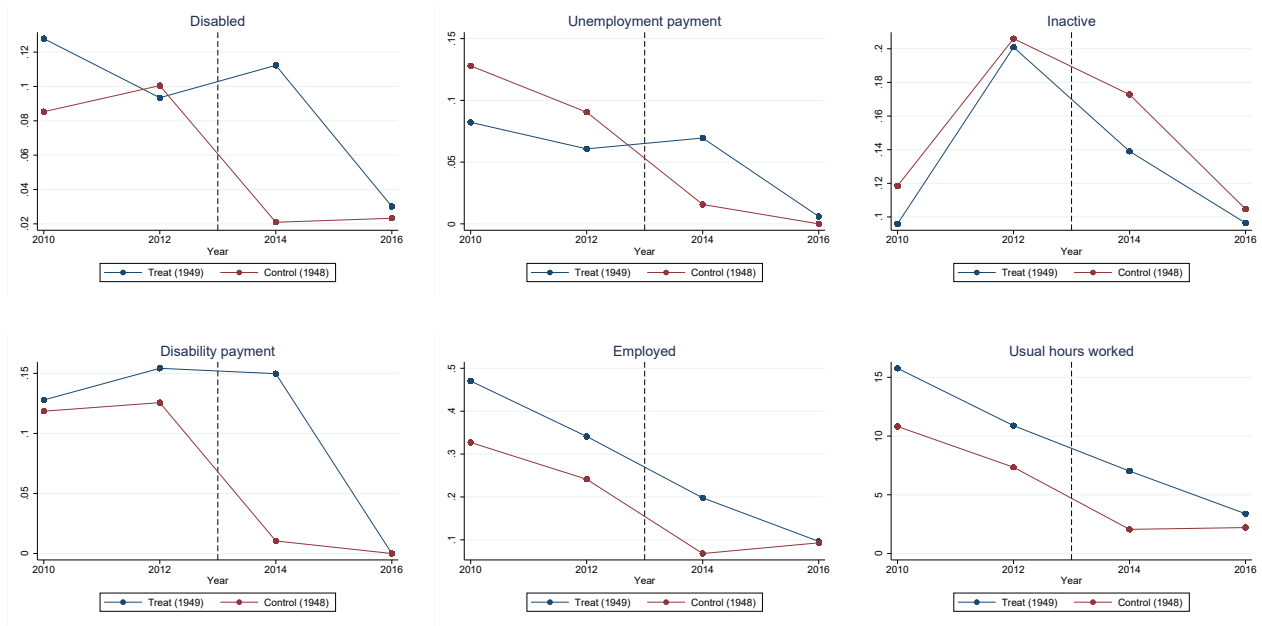 Disabled
.12
.1
.08
.06
.04
.02
2010 2012 2014 2016
Year
Treat (1949) Control (1948)
Unemployment payment
.15
.1
.05
0
2010 2012 2014 2016
Year
Treat (1949) Control (1948)
Inactive
.2
.18
.16
.14
.12
.1
2010 2012 2014 2016
Year
Treat (1949) Control (1948)
Disability payment
.15
.1
.05
0
2010 2012 2014 2016
Year
Treat (1949) Control (1948)
Employed
.5
.4
.3
.2
.1
2010 2012 2014 2016
Year
Treat (1949) Control (1948)
Usual hours worked
15
10
5
0
2010 2012 2014 2016
Year
Treat (1949) Control (1948)